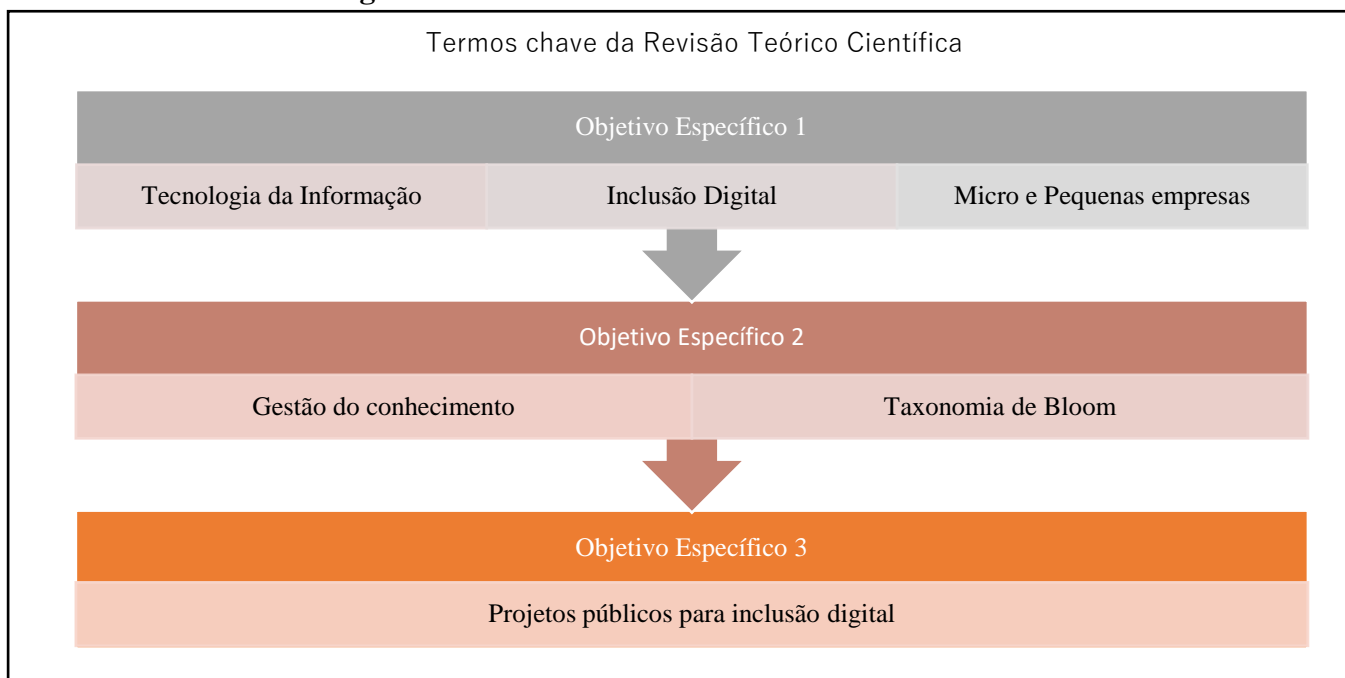 Termos chave da Revisão Teórico Científica
Objetivo Específico 1
Tecnologia da Informação
Inclusão Digital
Micro e Pequenas empresas
Objetivo Específico 2
Gestão do conhecimento
Taxonomia de Bloom
Objetivo Específico 3
Projetos públicos para inclusão digital